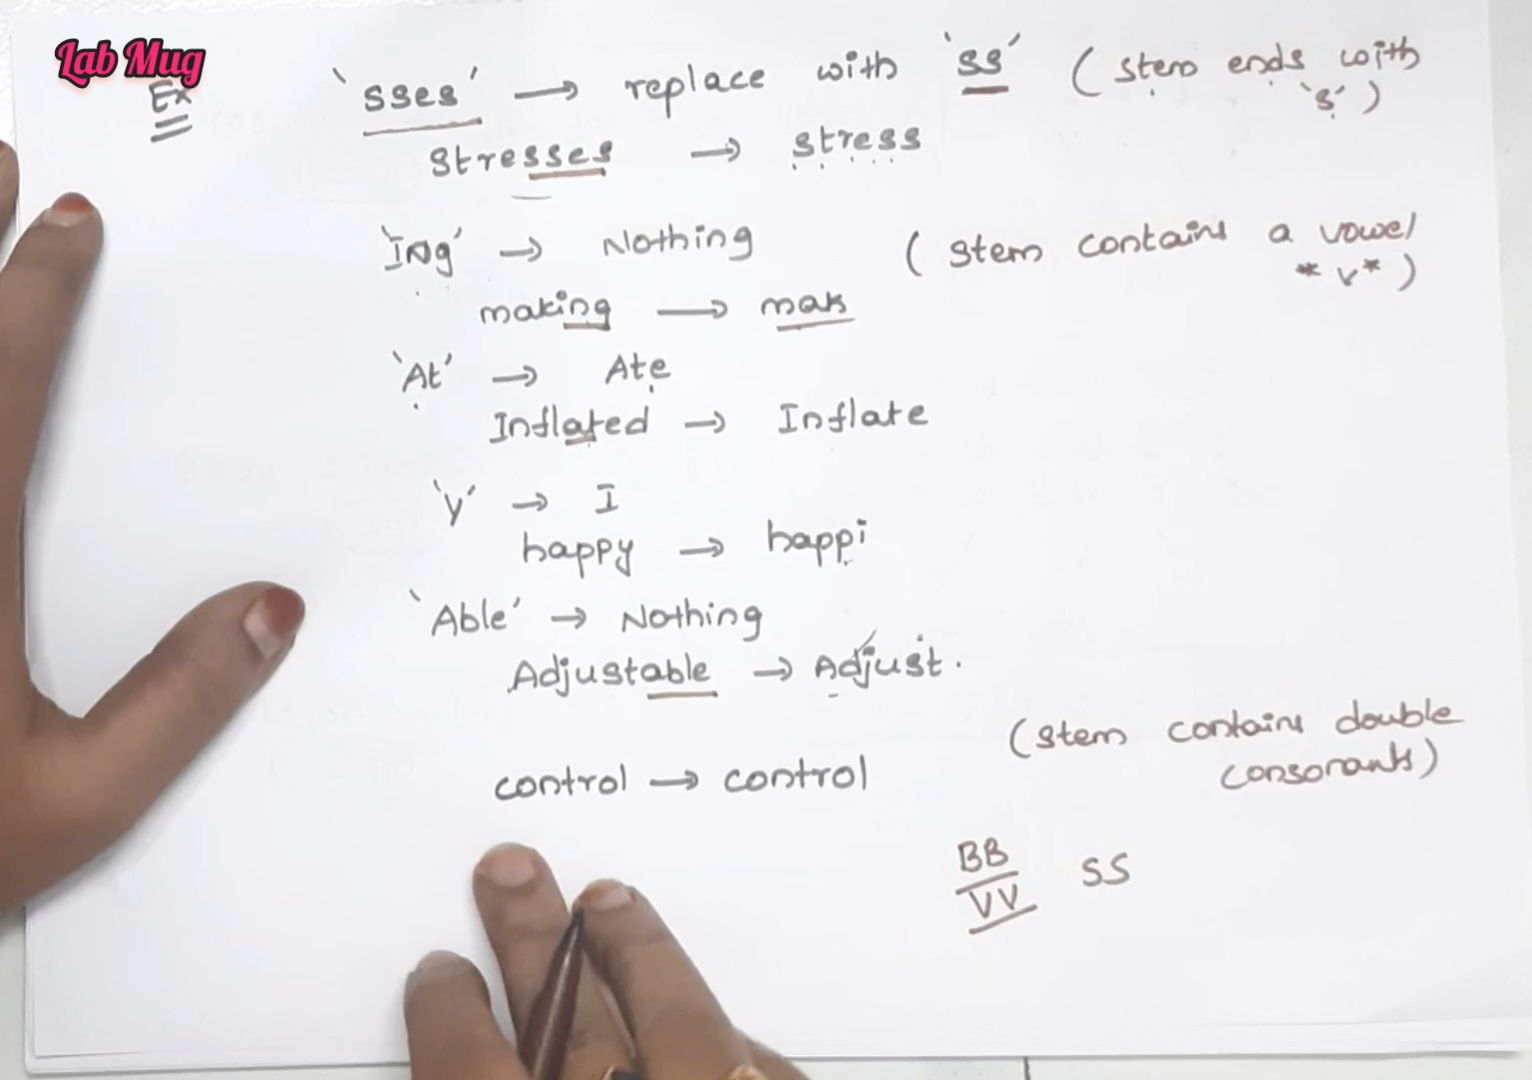 Lab Mug
Ex
'sses' → replace with 'ss' (stem ends with 's')
stresses → stress
'Ing' → Nothing (stem contains a vowel *v*)
making → mak
'At' → Ate
Inflated → Inflate
'y' → I
happy → happi
'Able' → Nothing
Adjustable → Adjust.
(stem contains double consonants)
control → control
BB SS
VV